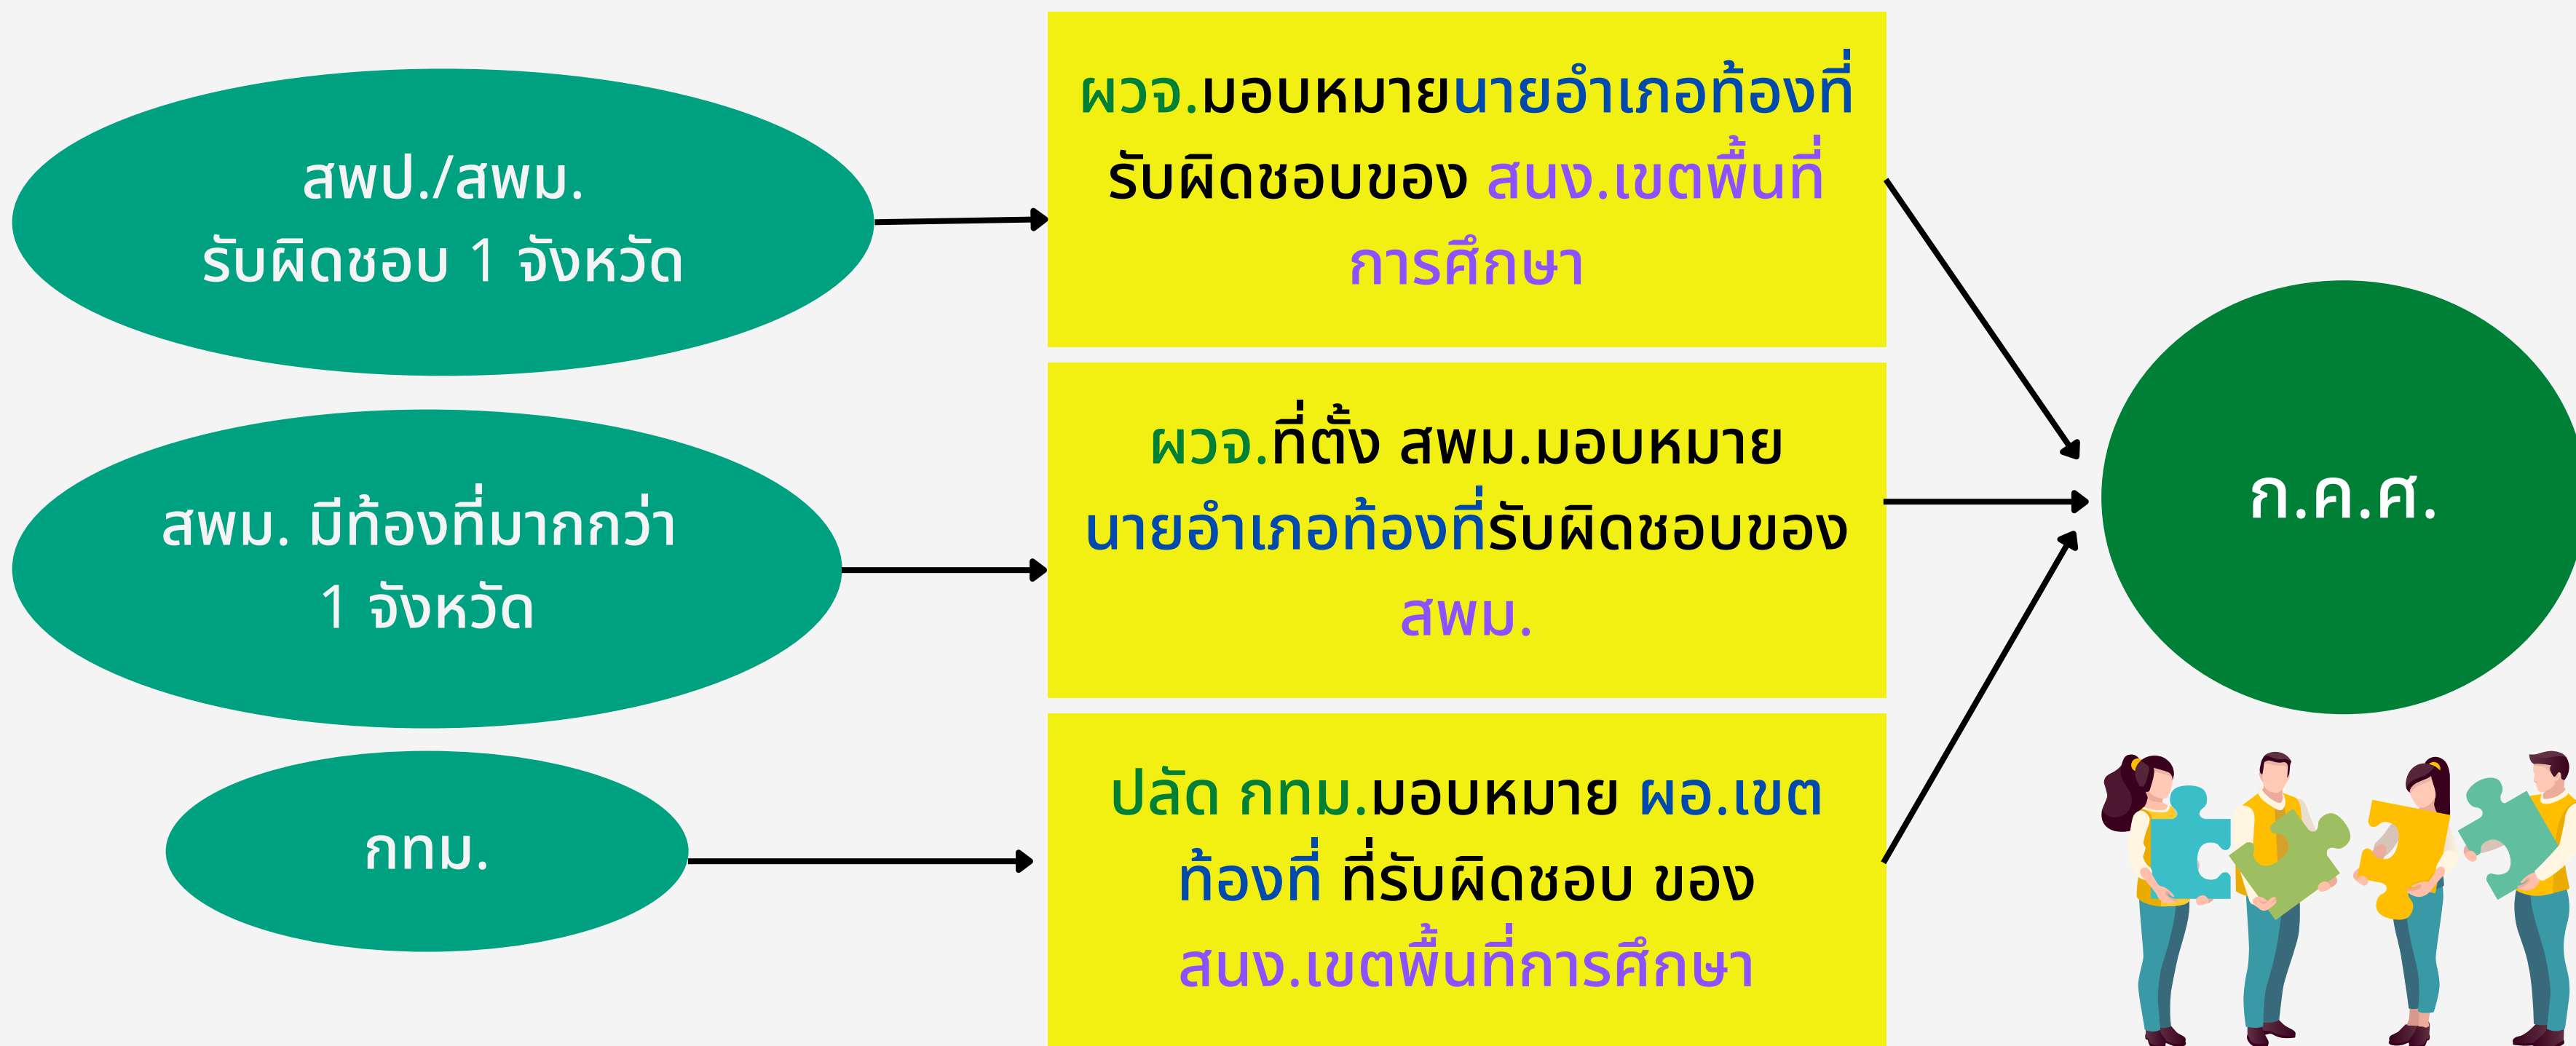 สพป./สพม.
รับผิดชอบ 1 จังหวัด
ผวจ.มอบหมายนายอำเภอท้องที่
รับผิดชอบของ สนง.เขตพื้นที่
การศึกษา
สพม. มีท้องที่มากกว่า
1 จังหวัด
ผวจ.ที่ตั้ง สพม.มอบหมาย
นายอำเภอท้องที่รับผิดชอบของ
สพม.
กทม.
ปลัด กทม.มอบหมาย ผอ.เขต
ท้องที่ ที่รับผิดชอบ ของ
สนง.เขตพื้นที่การศึกษา
ก.ค.ศ.